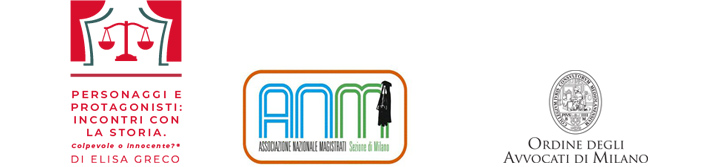 PERSONAGGI E
PROTAGONISTI:
INCONTRI CON
LA STORIA.
Colpevole o Innocente?*
DI ELISA GRECO
ANM
ASSOCIAZIONE NAZIONALE MAGISTRATI Sezione di Milano
ORDINE DEGLI
AVVOCATI DI MILANO